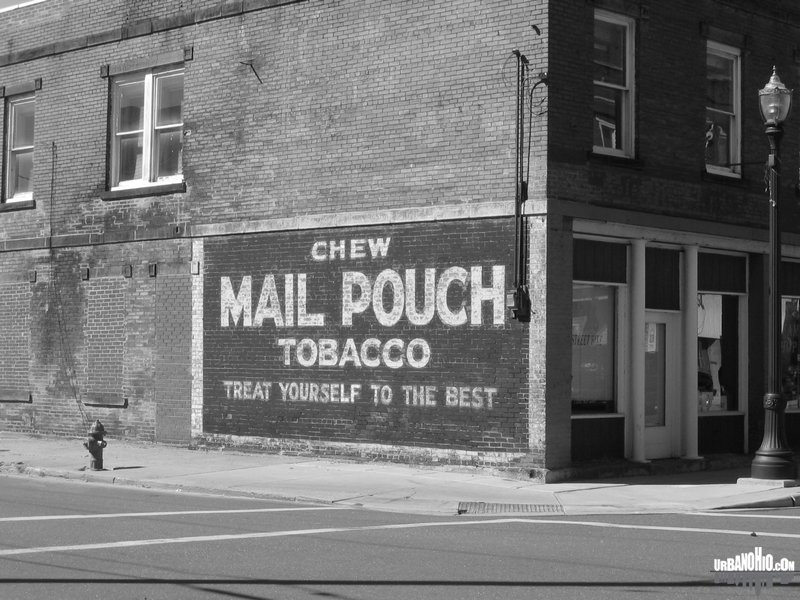 CHEW
MAIL POUCH
TOBACCO
TREAT YOURSELF TO THE BEST
URBANOHIO.COM